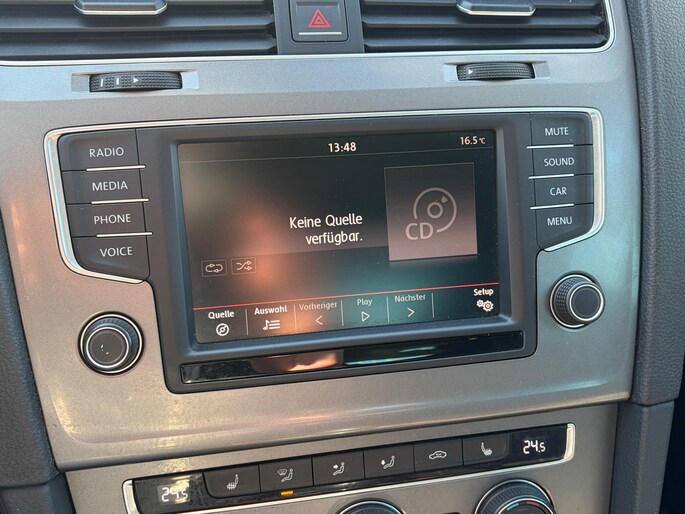 13:48
16.5°C
RADIO
MEDIA
PHONE
VOICE
MUTE
SOUND
CAR
MENU
Keine Quelle
verfügbar.
CD
Quelle
Auswahl
Vorheriger
Play
Nächster
Setup
24.5
24.5